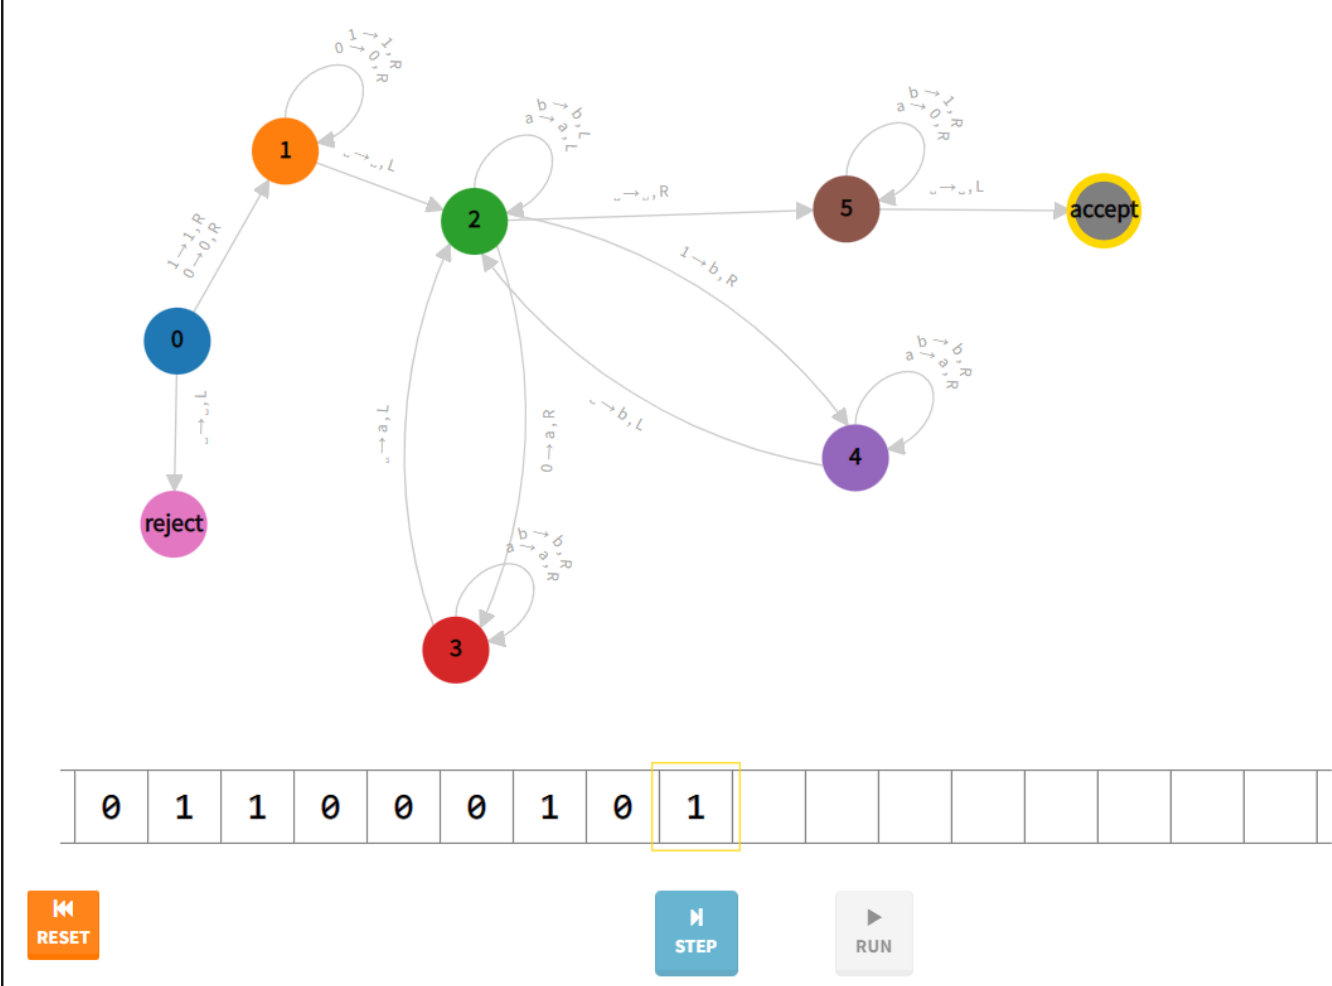 1→1,R
0→0,R
1
␣→␣,L
b→b,L
a→a,L
2
␣→␣,R
b→1,R
a→0,R
5
␣→␣,L
accept
1→b,R
1→1,R
0→0,R
0
␣→␣,L
reject
␣→a,L
0→a,R
␣→b,L
b→b,R
a→a,R
4
b→b,R
a→a,R
3
0 1 1 0 0 0 1 0 1
RESET
STEP
RUN